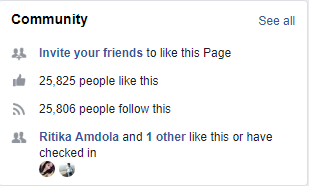 Community
See all
Invite your friends to like this Page
25,825 people like this
25,806 people follow this
Ritika Amdola and 1 other like this or have
checked in